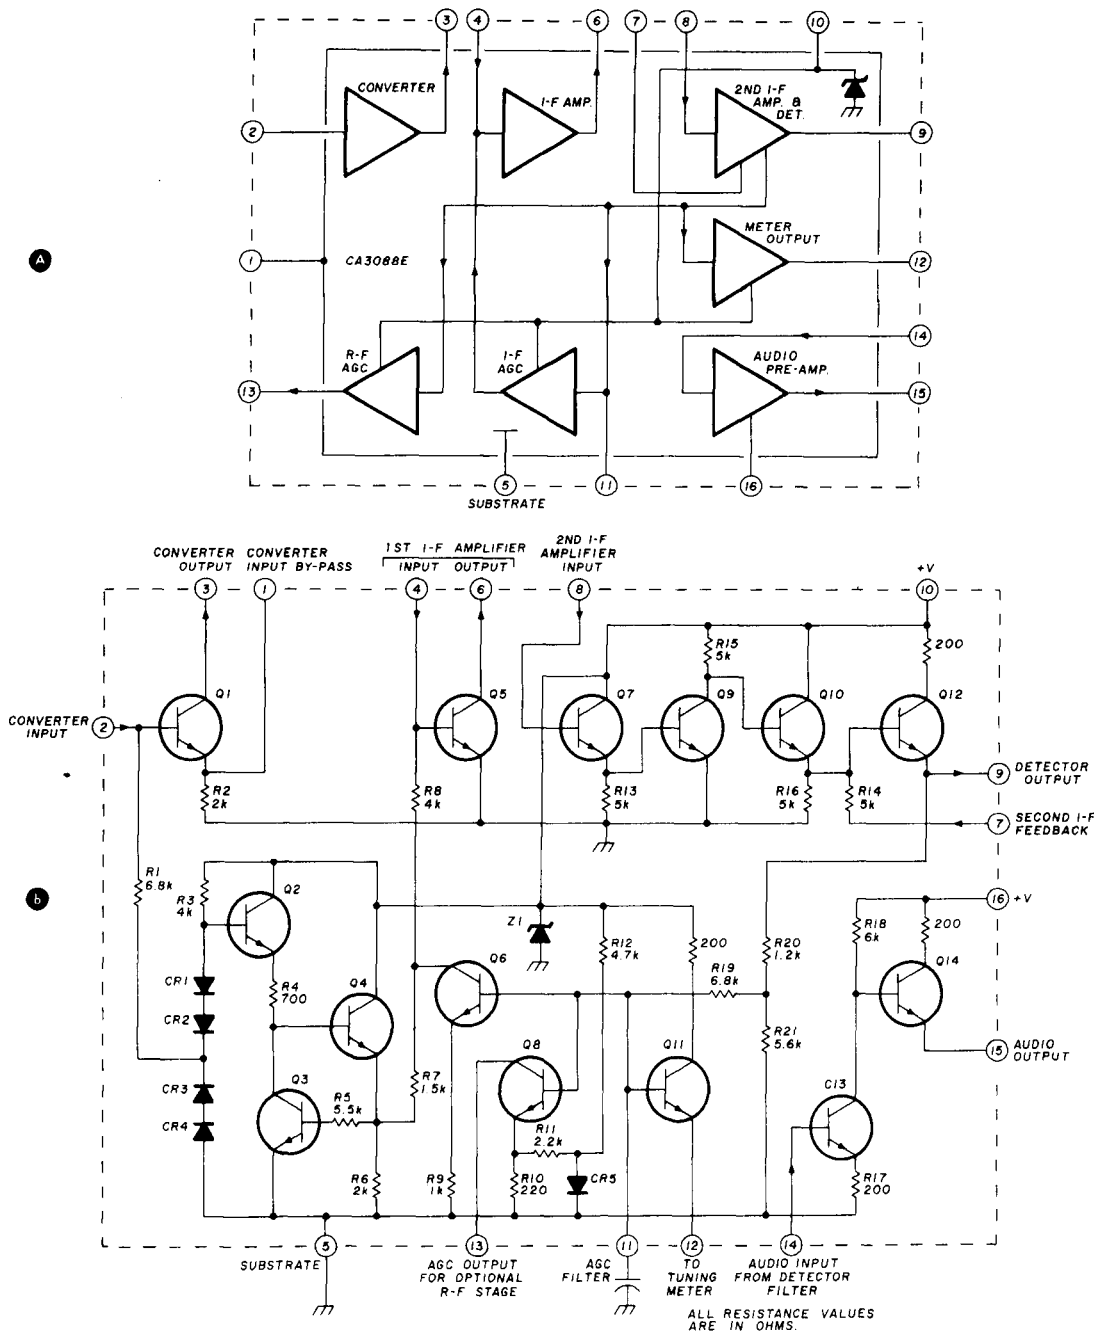 3
4
6
7
8
10
CONVERTER
I-F AMP.
2ND I-F
AMP. &
DET.
2
9
METER
OUTPUT
A
1
CA3088E
12
14
R-F
AGC
I-F
AGC
AUDIO
PRE-AMP.
13
15
5
11
16
SUBSTRATE
CONVERTER
OUTPUT
CONVERTER
INPUT BY-PASS
1ST I-F AMPLIFIER
INPUT
OUTPUT
2ND I-F
AMPLIFIER
INPUT
+V
3
1
4
6
8
10
R15
5k
200
Q1
Q5
Q7
Q9
Q10
Q12
CONVERTER
INPUT
2
9
DETECTOR
OUTPUT
R2
2k
R8
4k
R13
5k
R16
5k
R14
5k
7
SECOND I-F
FEEDBACK
b
R1
6.8k
R3
4k
Q2
16
+V
Z1
R12
4.7k
200
R20
1.2k
R18
6k
200
CR1
R4
700
Q4
Q6
R19
6.8k
Q14
CR2
R21
5.6k
15
AUDIO
OUTPUT
Q3
R5
5.5k
R7
1.5k
Q8
Q11
C13
CR3
CR4
R11
2.2k
R6
2k
R9
1k
R10
220
CR5
R17
200
5
13
11
12
14
SUBSTRATE
AGC OUTPUT
FOR OPTIONAL
R-F STAGE
AGC
FILTER
TO
TUNING
METER
AUDIO INPUT
FROM DETECTOR
FILTER
ALL RESISTANCE VALUES
ARE IN OHMS.